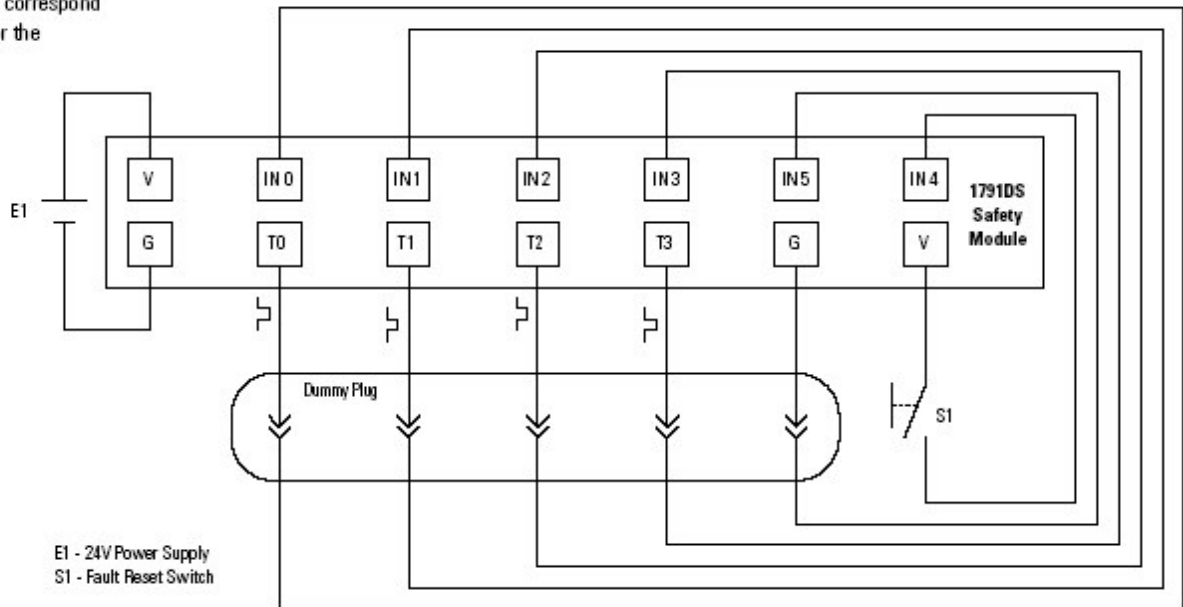 correspond
r the
V
IN 0
IN1
IN2
IN3
IN5
IN4
1791DS
Safety
Module
E1
G
T0
T1
T2
T3
G
V
Dummy Plug
S1
E1 - 24V Power Supply
S1 - Fault Reset Switch